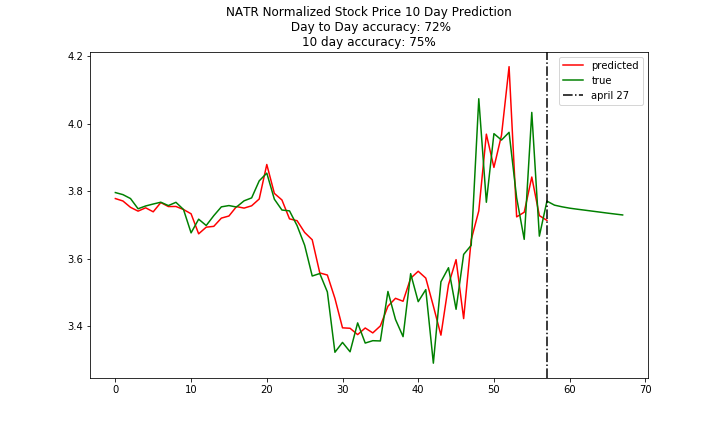 NATR Normalized Stock Price 10 Day Prediction
Day to Day accuracy: 72%
10 day accuracy: 75%
4.2
4.0
3.8
3.6
3.4
predicted
true
april 27
0 10 20 30 40 50 60 70